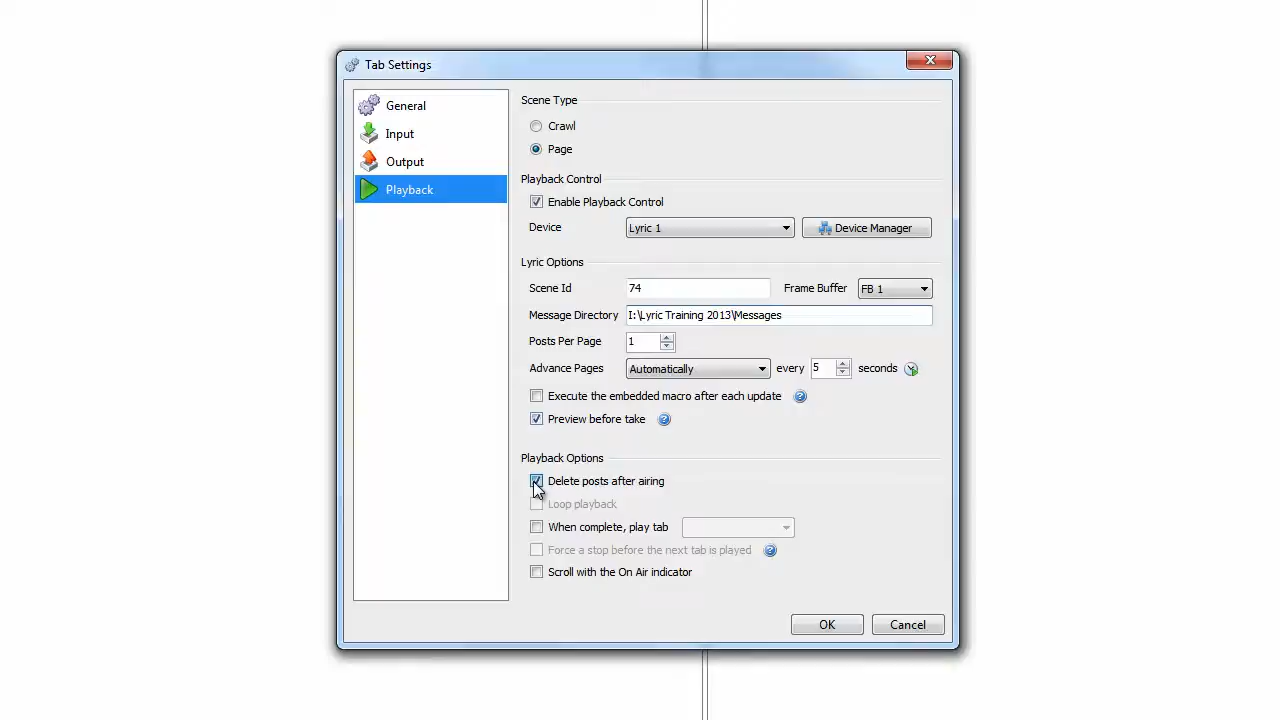 Tab Settings
General
Input
Output
Playback
Scene Type
Crawl
Page
Playback Control
Enable Playback Control
Device Lyric 1 Device Manager
Lyric Options
Scene Id 74 Frame Buffer FB 1
Message Directory I:\Lyric Training 2013\Messages
Posts Per Page 1
Advance Pages Automatically every 5 seconds
Execute the embedded macro after each update
Preview before take
Playback Options
Delete posts after airing
Loop playback
When complete, play tab
Force a stop before the next tab is played
Scroll with the On Air indicator
OK Cancel